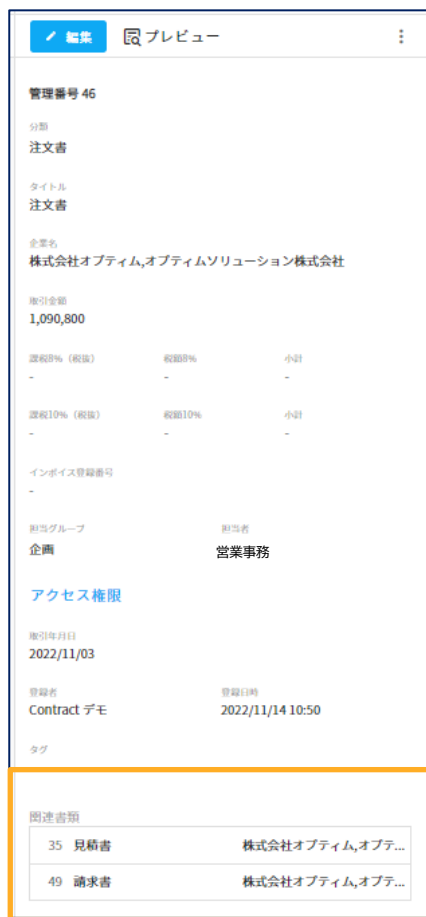 編集 プレビュー
管理番号 46
分類
注文書
タイトル
注文書
企業名
株式会社オプティム,オプティムソリューション株式会社
取引金額
1,090,800
課税8%（税抜） 税額8% 小計
- - -
課税10%（税抜） 税額10% 小計
- - -
インボイス登録番号
-
担当グループ 担当者
企画 営業事務
アクセス権限
取引年月日
2022/11/03
登録者 登録日時
Contract デモ 2022/11/14 10:50
タグ
関連書類
35 見積書 株式会社オプティム,オプテ...
49 請求書 株式会社オプティム,オプテ...